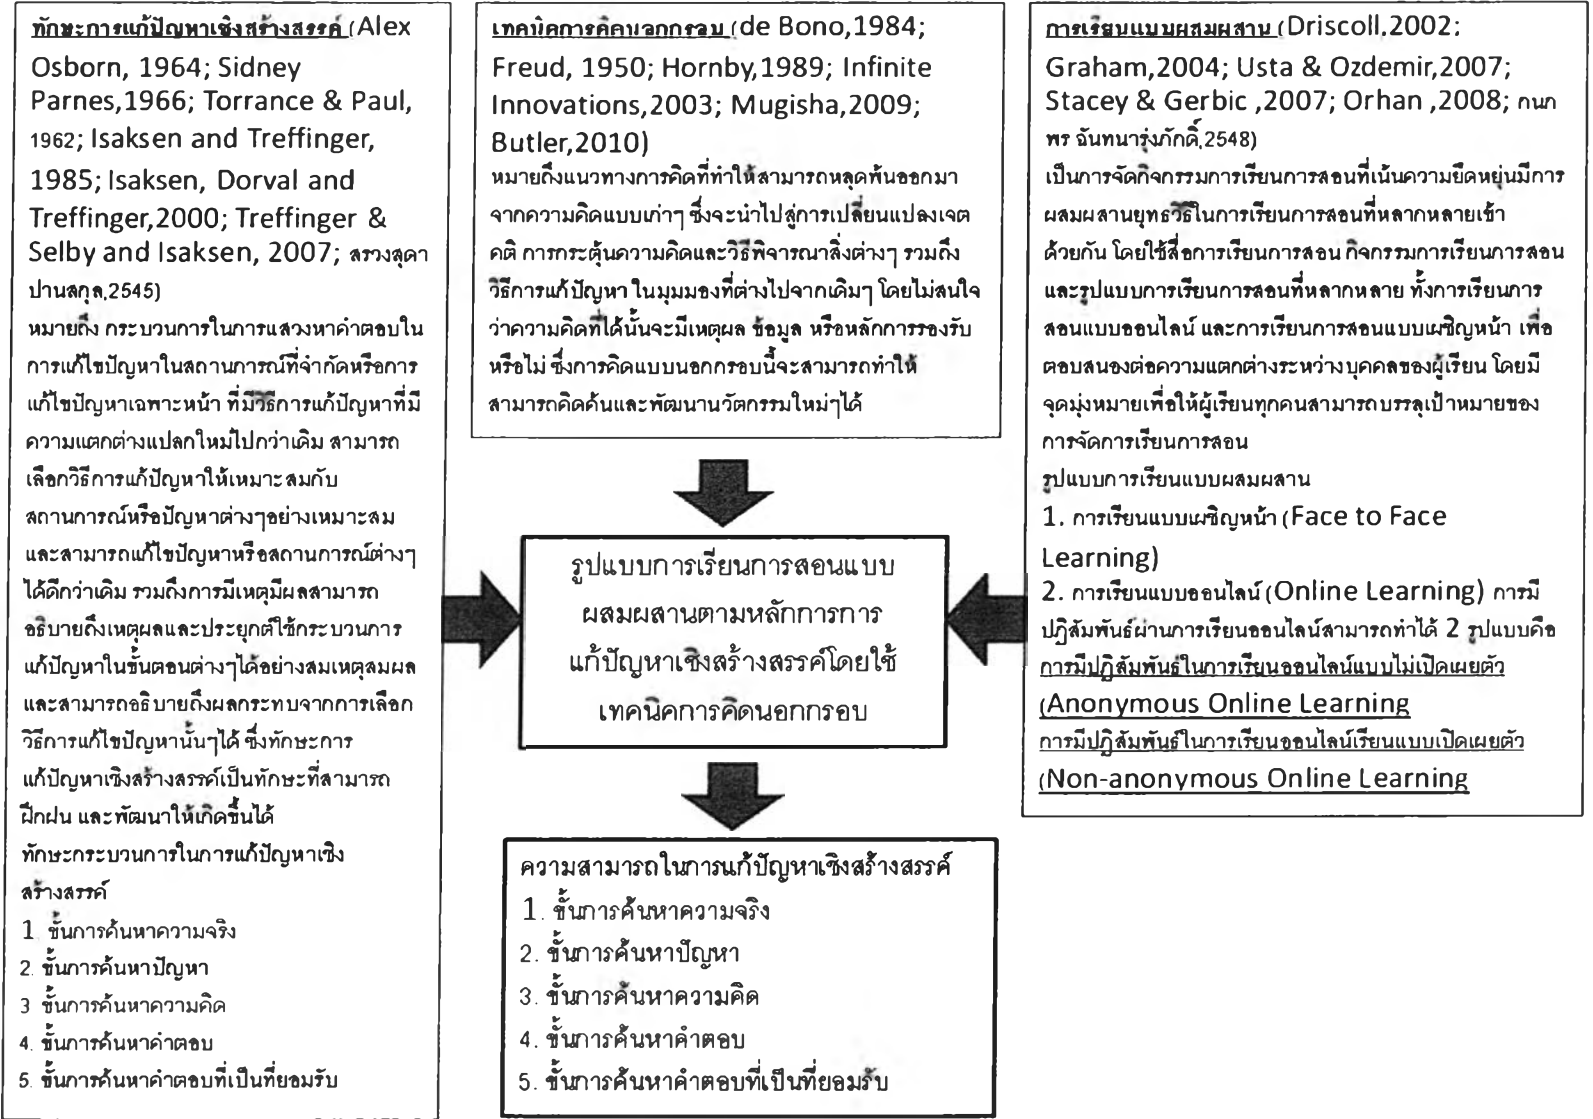 ทักษะการแก้ปัญหาเชิงสร้างสรรค์ (Alex
Osborn, 1964; Sidney
Parnes,1966; Torrance & Paul,
1962; Isaksen and Treffinger,
1985; Isaksen, Dorval and
Treffinger,2000; Treffinger &
Selby and Isaksen, 2007; สรวงสุดา
ปานสกุล,2545)
หมายถึง กระบวนการในการแสวงหาคำตอบใน
การแก้ไขปัญหาในสถานการณ์ที่จำกัดหรือการ
แก้ไขปัญหาเฉพาะหน้า ที่มีวิธีการแก้ปัญหาที่มี
ความแตกต่างแปลกใหม่ไปกว่าเดิม สามารถ
เลือกวิธีการแก้ปัญหาให้เหมาะสมกับ
สถานการณ์หรือปัญหาต่างๆอย่างเหมาะสม
และสามารถแก้ไขปัญหาหรือสถานการณ์ต่างๆ
ได้ดีกว่าเดิม รวมถึงการมีเหตุมีผลสามารถ
อธิบายถึงเหตุผลและประยุกต์ใช้กระบวนการ
แก้ปัญหาในขั้นตอนต่างๆได้อย่างสมเหตุสมผล
และสามารถอธิบายถึงผลกระทบจากการเลือก
วิธีการแก้ไขปัญหานั้นๆได้ ซึ่งทักษะการ
แก้ปัญหาเชิงสร้างสรรค์เป็นทักษะที่สามารถ
ฝึกฝน และพัฒนาให้เกิดขึ้นได้
ทักษะกระบวนการในการแก้ปัญหาเชิง
สร้างสรรค์
1. ขั้นการค้นหาความจริง
2. ขั้นการค้นหาปัญหา
3 ขั้นการค้นหาความคิด
4. ขั้นการค้นหาคำตอบ
5. ขั้นการค้นหาคำตอบที่เป็นที่ยอมรับ
เทคนิคการคิดนอกกรอบ (de Bono,1984;
Freud, 1950; Hornby,1989; Infinite
Innovations,2003; Mugisha,2009;
Butler,2010)
หมายถึงแนวทางการคิดที่ทำให้สามารถหลุดพ้นออกมา
จากความคิดแบบเก่าๆ ซึ่งจะนำไปสู่การเปลี่ยนแปลงเจต
คติ การกระตุ้นความคิดและวิธีพิจารณาสิ่งต่างๆ รวมถึง
วิธีการแก้ปัญหา ในมุมมองที่ต่างไปจากเดิมๆ โดยไม่สนใจ
ว่าความคิดที่ได้นั้นจะมีเหตุผล ข้อมูล หรือหลักการรองรับ
หรือไม่ ซึ่งการคิดแบบนอกกรอบนี้จะสามารถทำให้
สามารถคิดค้นและพัฒนานวัตกรรมใหม่ๆได้
รูปแบบการเรียนการสอนแบบ
ผสมผสานตามหลักการการ
แก้ปัญหาเชิงสร้างสรรค์โดยใช้
เทคนิคการคิดนอกกรอบ
ความสามารถในการแก้ปัญหาเชิงสร้างสรรค์
1. ขั้นการค้นหาความจริง
2. ขั้นการค้นหาปัญหา
3. ขั้นการค้นหาความคิด
4. ขั้นการค้นหาคำตอบ
5. ขั้นการค้นหาคำตอบที่เป็นที่ยอมรับ
การเรียนแบบผสมผสาน (Driscoll.2002;
Graham,2004; Usta & Ozdemir,2007;
Stacey & Gerbic ,2007; Orhan ,2008; กนก
พร ฉันทนารุ่งภักดิ์,2548)
เป็นการจัดกิจกรรมการเรียนการสอนที่เน้นความยืดหยุ่นมีการ
ผสมผสานยุทธวิธีในการเรียนการสอนที่หลากหลายเข้า
ด้วยกัน โดยใช้สื่อการเรียนการสอน กิจกรรมการเรียนการสอน
และรูปแบบการเรียนการสอนที่หลากหลาย ทั้งการเรียนการ
สอนแบบออนไลน์ และการเรียนการสอนแบบเผชิญหน้า เพื่อ
ตอบสนองต่อความแตกต่างระหว่างบุคคลของผู้เรียน โดยมี
จุดมุ่งหมายเพื่อให้ผู้เรียนทุกคนสามารถบรรลุเป้าหมายของ
การจัดการเรียนการสอน
รูปแบบการเรียนแบบผสมผสาน
1. การเรียนแบบเผชิญหน้า (Face to Face
Learning)
2. การเรียนแบบออนไลน์ (Online Learning) การมี
ปฏิสัมพันธ์ผ่านการเรียนออนไลน์สามารถทำได้ 2 รูปแบบคือ
การมีปฏิสัมพันธ์ในการเรียนออนไลน์แบบไม่เปิดเผยตัว
(Anonymous Online Learning
การมีปฏิสัมพันธ์ในการเรียนออนไลน์เรียนแบบเปิดเผยตัว
(Non-anonymous Online Learning